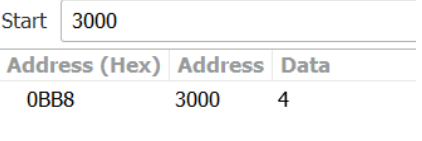 Start 3000
Address (Hex) Address Data
0BB8 3000 4